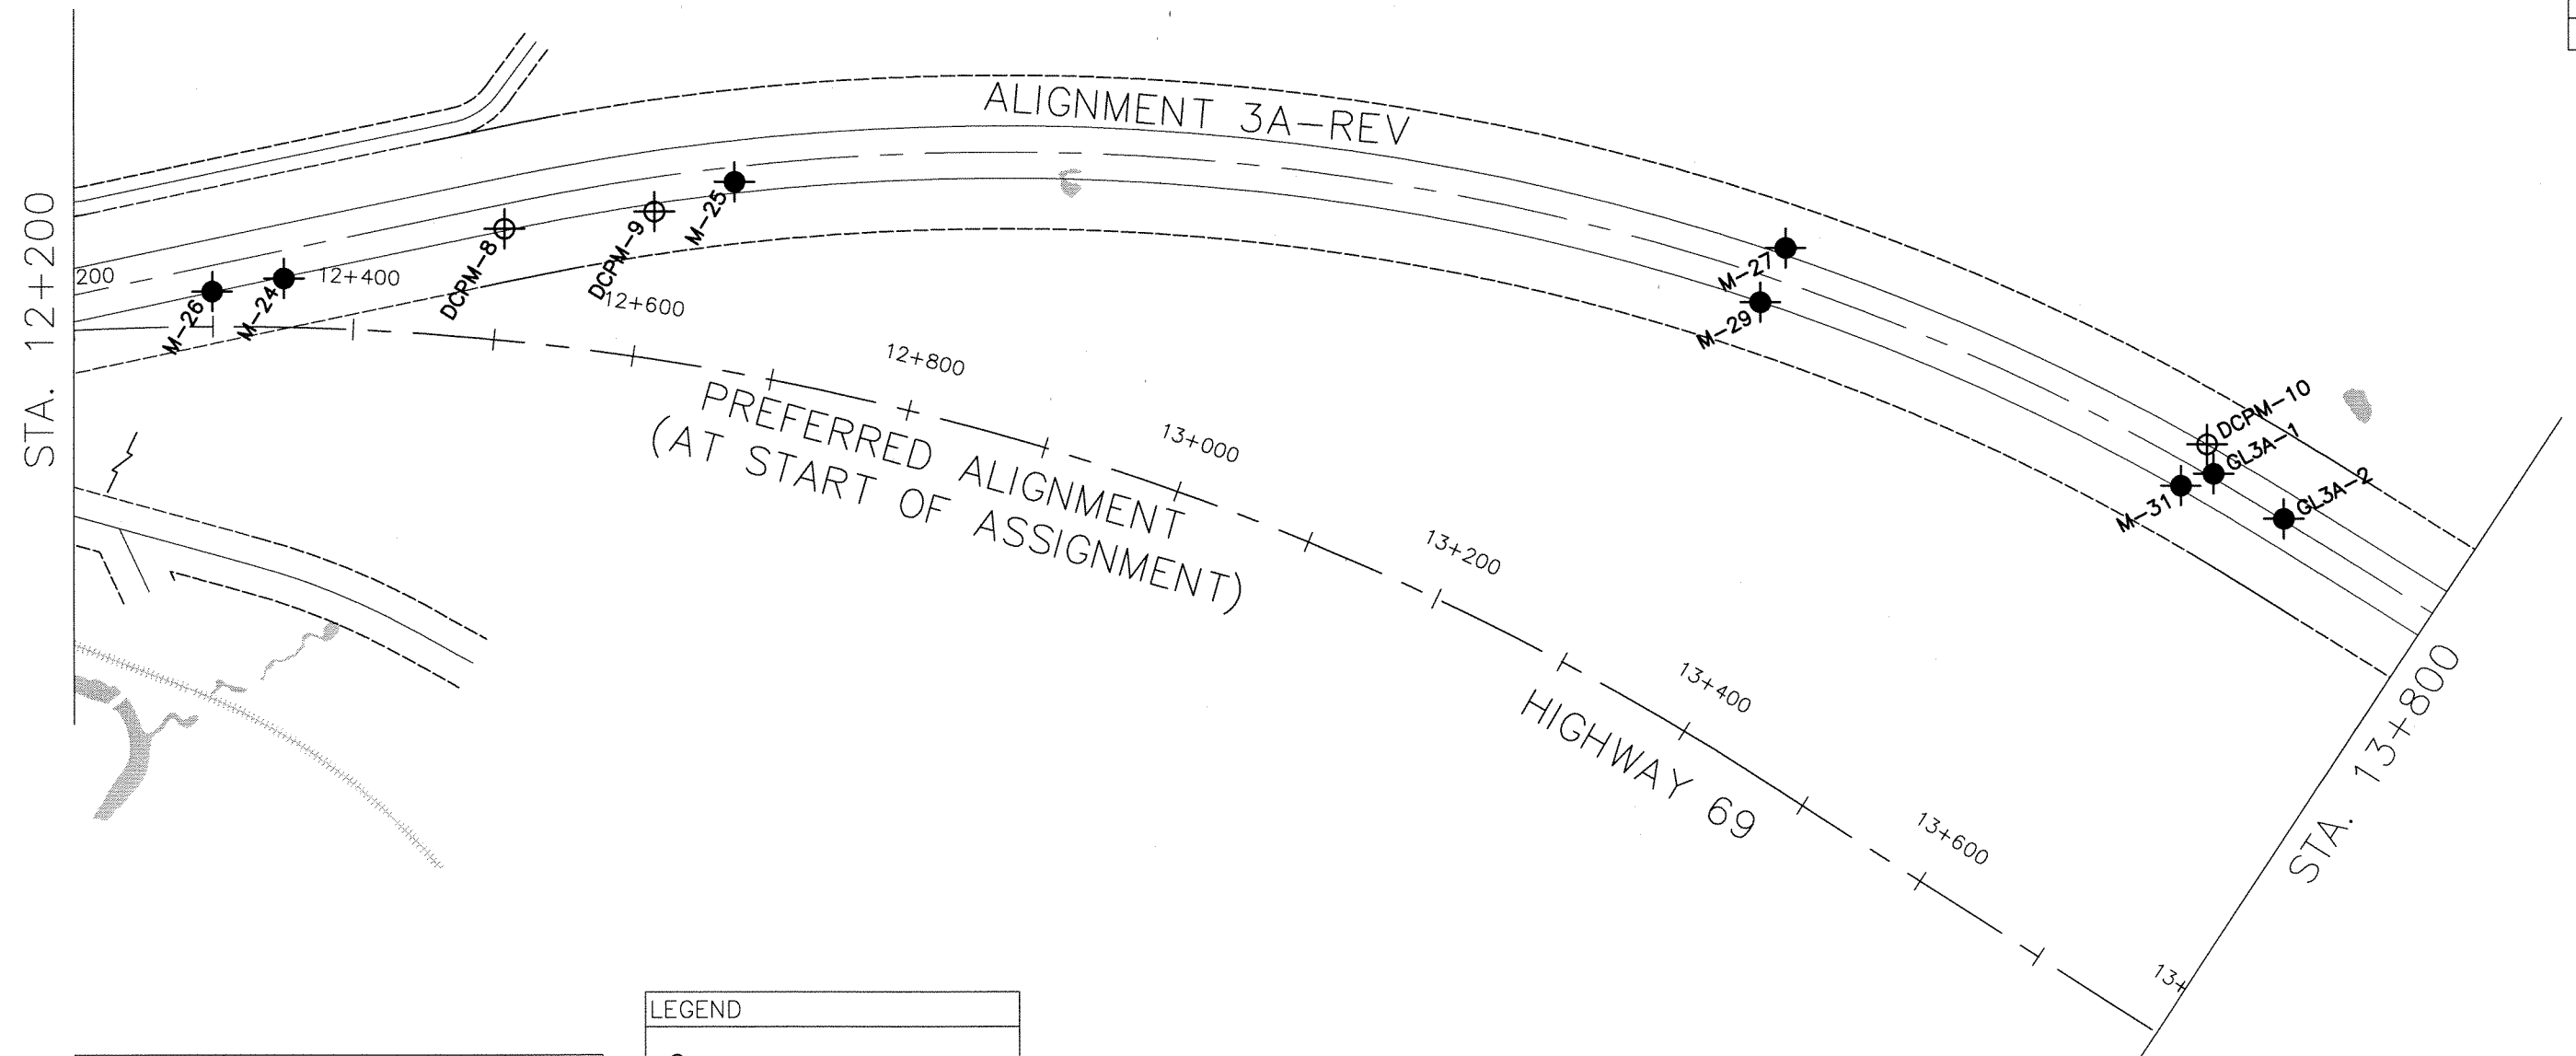 ALIGNMENT 3A-REV
STA. 12+200
200
M-26
M-24
12+400
DCPM-8
DCPM-9
M-25
12+600
12+800
PREFERRED ALIGNMENT
(AT START OF ASSIGNMENT)
13+000
13+200
M-27
M-29
DCPM-10
GL3A-1
GL3A-2
M-31
13+400
HIGHWAY 69
13+600
13+
STA. 13+800
LEGEND